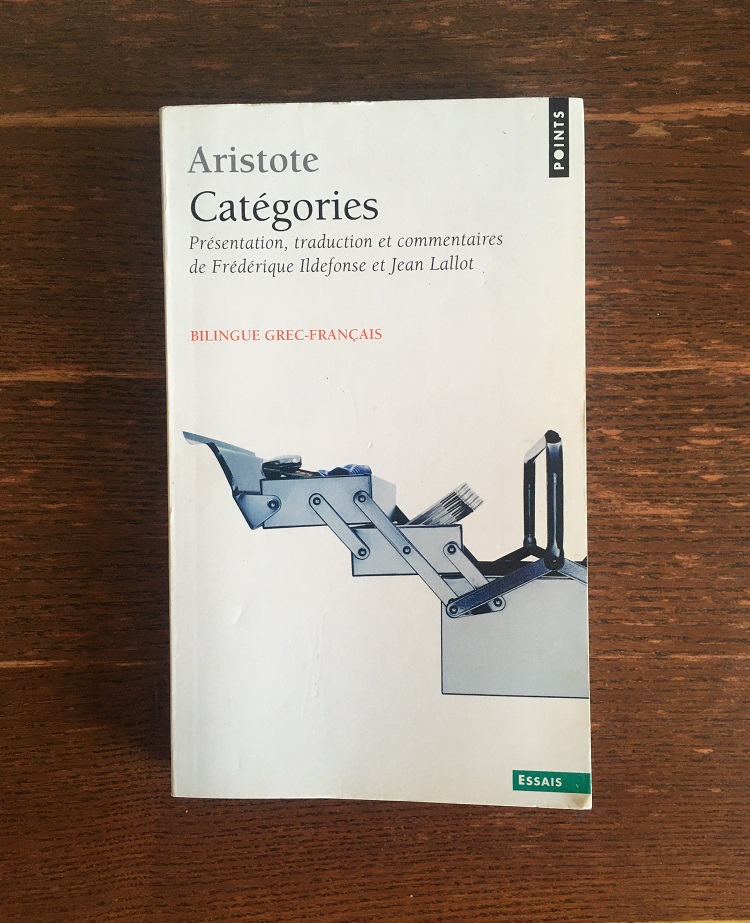 POINTS
Aristote
Catégories
Présentation, traduction et commentaires
de Frédérique Ildefonse et Jean Lallot
BILINGUE GREC-FRANÇAIS
ESSAIS